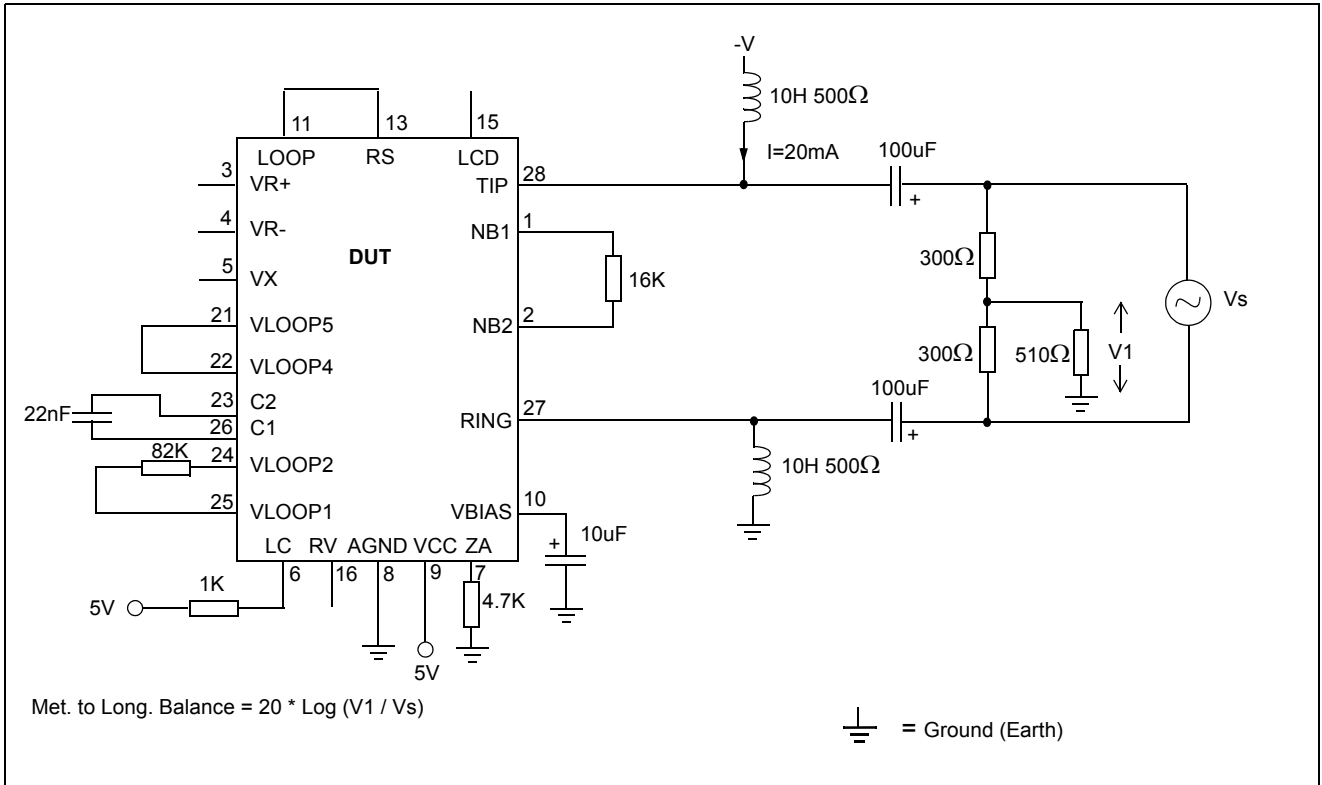 -V
10H 500Ω
I=20mA
100uF
+
11
13
15
LOOP
RS
LCD
3
VR+
TIP
28
4
VR-
NB1
1
DUT
5
VX
16K
300Ω
Vs
21
VLOOP5
NB2
2
22
VLOOP4
300Ω
510Ω
V1
23
C2
22nF
26
C1
RING
27
100uF
+
82K
24
VLOOP2
10H 500Ω
25
VLOOP1
VBIAS
10
+
10uF
LC
RV
AGND
VCC
ZA
6
16
8
9
7
1K
5V
4.7K
5V
Met. to Long. Balance = 20 * Log (V1 / Vs)
= Ground (Earth)